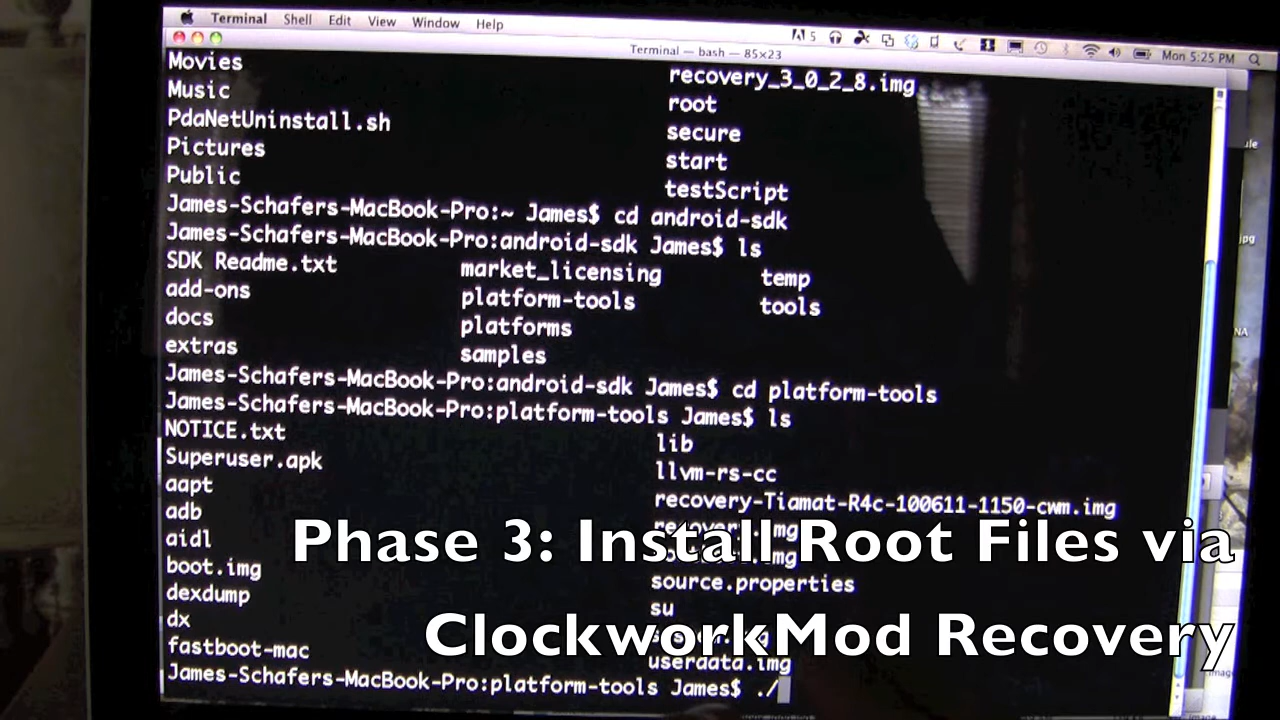 Terminal Shell Edit View Window Help
5 Mon 5:25 PM
Terminal — bash — 85×23
Movies recovery_3_0_2_8.img
Music root
PdaNetUninstall.sh secure
Pictures start
Public testScript
James-Schafers-MacBook-Pro:~ James$ cd android-sdk
James-Schafers-MacBook-Pro:android-sdk James$ ls
SDK Readme.txt market_licensing temp
add-ons platform-tools tools
docs platforms
extras samples
James-Schafers-MacBook-Pro:android-sdk James$ cd platform-tools
James-Schafers-MacBook-Pro:platform-tools James$ ls
NOTICE.txt lib
Superuser.apk llvm-rs-cc
aapt recovery-Tiamat-R4c-100611-1150-cwm.img
adb recovery.img
aidl
boot.img source.properties
dexdump su
dx
fastboot-mac userdata.img
James-Schafers-MacBook-Pro:platform-tools James$ ./
Phase 3: Install Root Files via
ClockworkMod Recovery